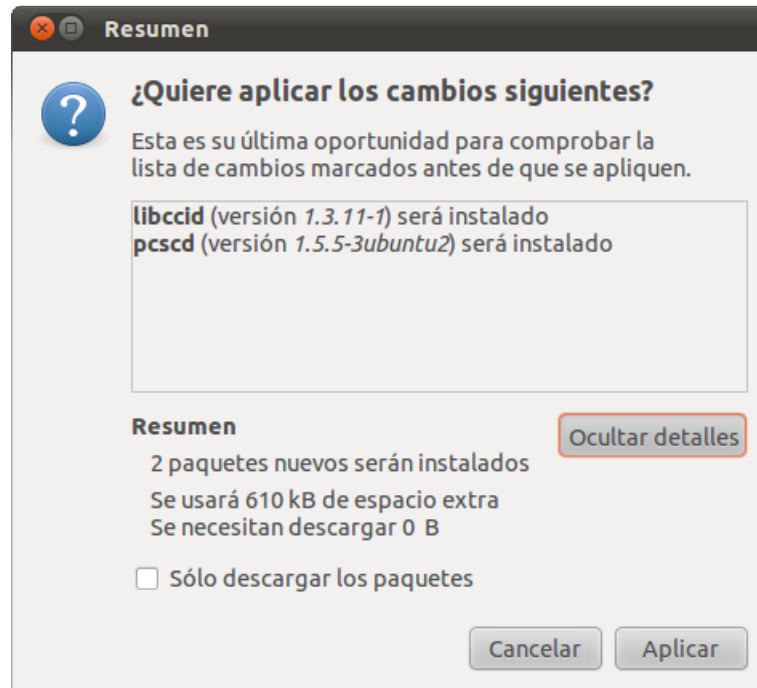 Resumen
¿Quiere aplicar los cambios siguientes?
Esta es su última oportunidad para comprobar la
lista de cambios marcados antes de que se apliquen.
libccid (versión 1.3.11-1) será instalado
pcscd (versión 1.5.5-3ubuntu2) será instalado
Resumen
Ocultar detalles
2 paquetes nuevos serán instalados
Se usará 610 kB de espacio extra
Se necesitan descargar 0 B
Sólo descargar los paquetes
Cancelar
Aplicar